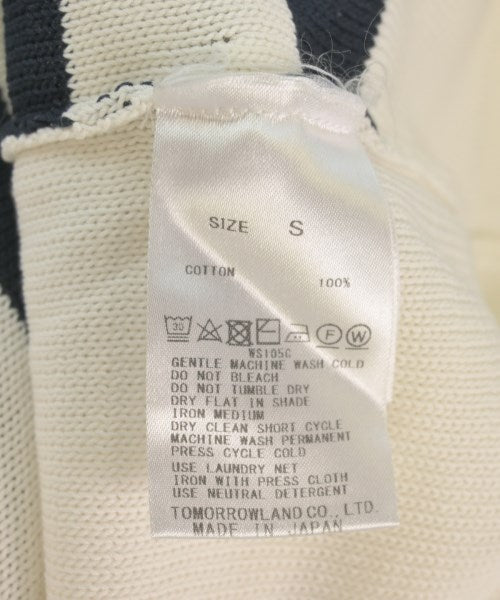 SIZE S
COTTON
100%
30 F W
WS105C
GENTLE MACHINE WASH COLD
DO NOT BLEACH
DO NOT TUMBLE DRY
DRY FLAT IN SHADE
IRON MEDIUM
DRY CLEAN SHORT CYCLE
MACHINE WASH PERMANENT
PRESS CYCLE COLD
USE LAUNDRY NET
IRON WITH PRESS CLOTH
USE NEUTRAL DETERGENT
TOMORROWLAND CO., LTD.
MADE IN JAPAN